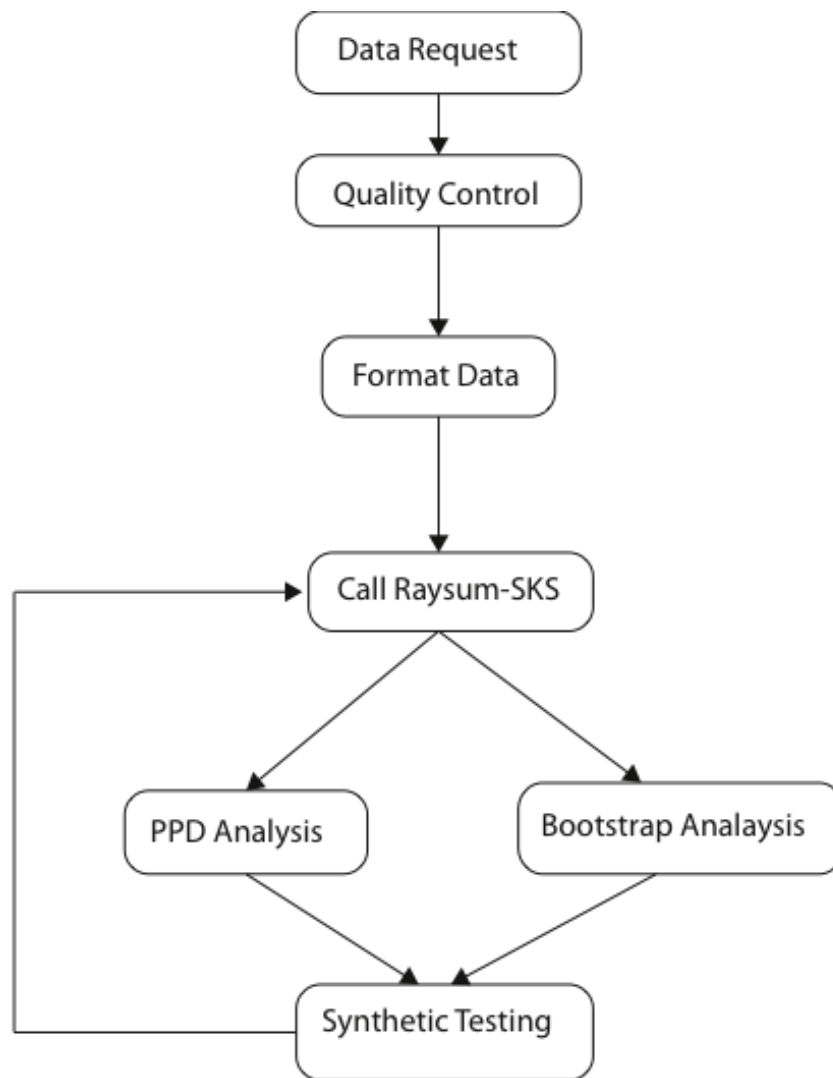 Data Request
Quality Control
Format Data
Call Raysum-SKS
PPD Analysis
Bootstrap Analaysis
Synthetic Testing